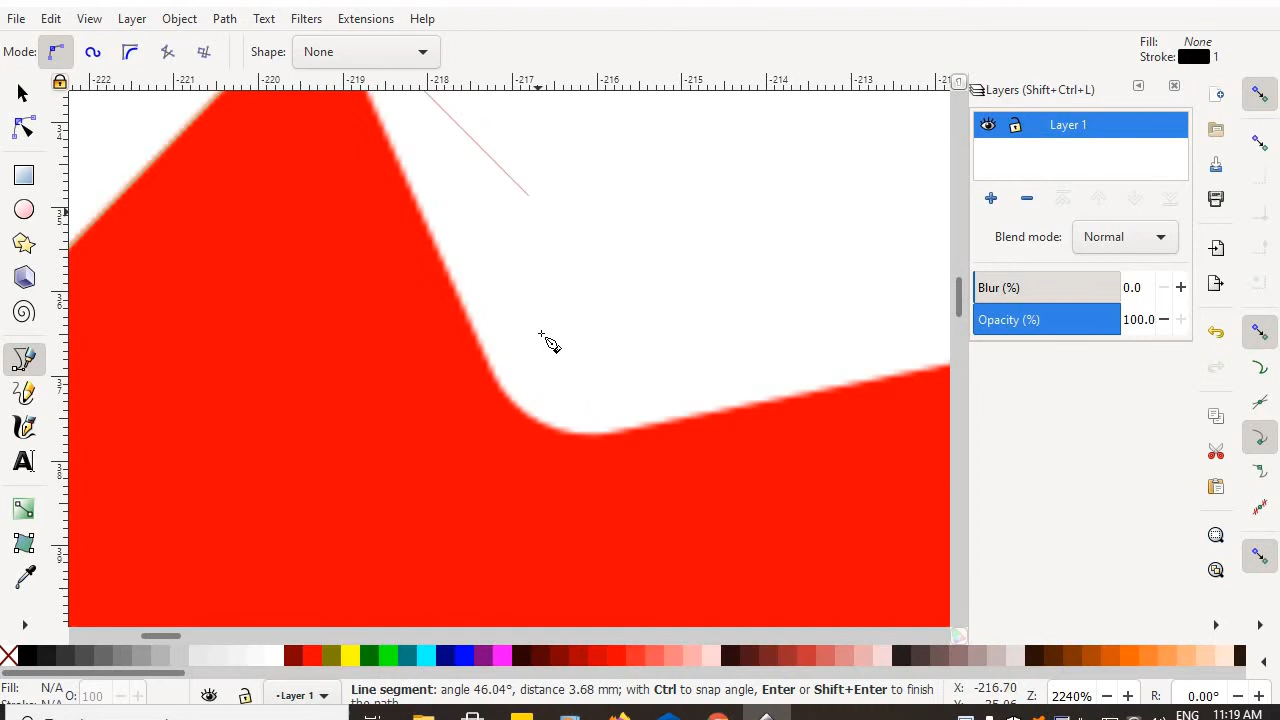 File Edit View Layer Object Path Text Filters Extensions Help
Mode: Shape: None Fill: None
Stroke: 1
-222 -221 -220 -219 -218 -217 -216 -215 -214 -213
Layers (Shift+Ctrl+L)
Layer 1
Blend mode: Normal
Blur (%) 0.0
Opacity (%) 100.0
Fill: N/A O: 100 Layer 1 Line segment: angle 46.04°, distance 3.68 mm; with Ctrl to snap angle, Enter or Shift+Enter to finish X: -216.70 Z: 2240% R: 0.00°
Stroke: N/A the path
ENG 11:19 AM